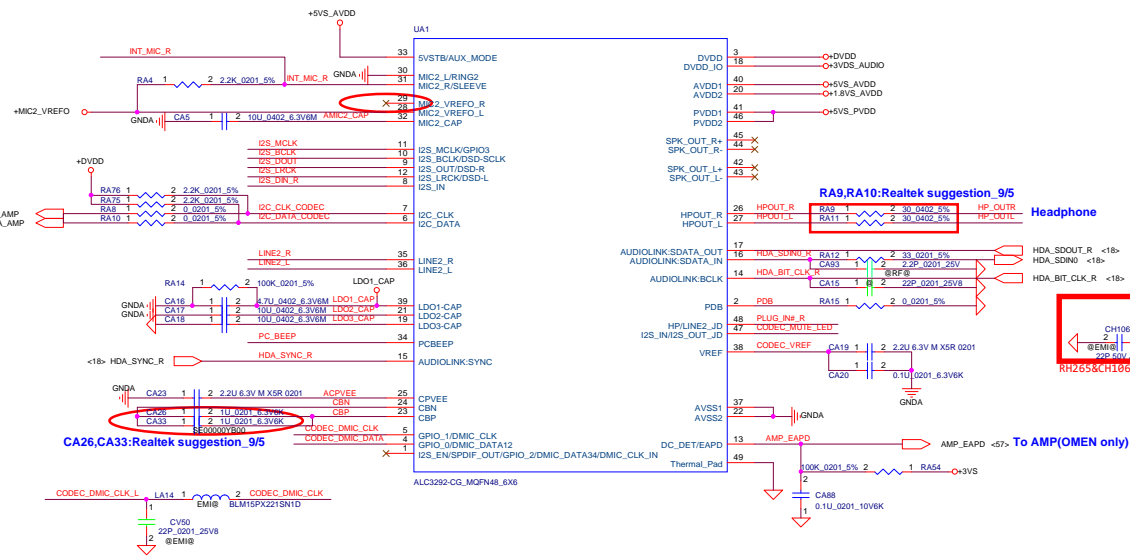 +5VS_AVDD
UA1
INT_MIC_R
33 5VSTB/AUX_MODE
DVDD 3 +DVDD
DVDD_IO 18 +3VDS_AUDIO
GNDA 30 MIC2_L/RING2
RA4 1 2 2.2K_0201_5% INT_MIC_R 31 MIC2_R/SLEEVE
AVDD1 40 +5VS_AVDD
AVDD2 20 +1.8VS_AVDD
29 MIC2_VREFO_R
+MIC2_VREFO 28 MIC2_VREFO_L
PVDD1 41 +5VS_PVDD
PVDD2 46
GNDA CA5 1 2 10U_0402_6.3V6M AMIC2_CAP 32 MIC2_CAP
SPK_OUT_R+ 45
SPK_OUT_R- 44
I2S_MCLK 11 I2S_MCLK/GPIO3
I2S_BCLK 10 I2S_BCLK/DSD-SCLK
I2S_DOUT 9 I2S_OUT/DSD-R
I2S_LRCK 12 I2S_LRCK/DSD-L
I2S_DIN_R 8 I2S_IN
SPK_OUT_L+ 42
SPK_OUT_L- 43
+DVDD
RA9,RA10:Realtek suggestion_9/5
RA76 1 2 2.2K_0201_5%
RA75 1 2 2.2K_0201_5%
_AMP RA8 1 2 0_0201_5% I2C_CLK_CODEC 7 I2C_CLK
A_AMP RA10 1 2 0_0201_5% I2C_DATA_CODEC 6 I2C_DATA
HPOUT_R 26 HPOUT_R RA9 1 2 30_0402_5% HP_OUTR Headphone
HPOUT_L 27 HPOUT_L RA11 1 2 30_0402_5% HP_OUTL
LINE2_R 35 LINE2_R
LINE2_L 36 LINE2_L
AUDIOLINK:SDATA_OUT 17 HDA_SDOUT_R <18>
AUDIOLINK:SDATA_IN 16 HDA_SDIN0_R RA12 1 2 33_0201_5% HDA_SDIN0 <18>
CA93 1 2 2.2P_0201_25V
@RF@
AUDIOLINK:BCLK 14 HDA_BIT_CLK_R HDA_BIT_CLK_R <18>
CA15 1 @ 2 22P_0201_25V8
RA14 1 2 100K_0201_5% LDO1_CAP
GNDA CA16 1 2 4.7U_0402_6.3V6M LDO1_CAP 39 LDO1-CAP
GNDA CA17 1 2 10U_0402_6.3V6M LDO2_CAP 21 LDO2-CAP
CA18 1 2 10U_0402_6.3V6M LDO3_CAP 19 LDO3-CAP
PDB 2 PDB RA15 1 2 0_0201_5%
HP/LINE2_JD 48 PLUG_IN#_R
I2S_IN/I2S_OUT_JD 47 CODEC_MUTE_LED
PC_BEEP 34 PCBEEP
<18> HDA_SYNC_R HDA_SYNC_R 15 AUDIOLINK:SYNC
VREF 38 CODEC_VREF CA19 1 2 2.2U 6.3V M X5R 0201
CA20 1 2 0.1U_0201_6.3V6K
GNDA
CH106
2
@EMI@
22P 50V
RH265&CH106
GNDA CA23 1 2 2.2U 6.3V M X5R 0201 ACPVEE 25 CPVEE
CBN 24 CBN
CA26 1 2 1U_0201_6.3V6K CBP 23 CBP
CA33 1 2 1U_0201_6.3V6K
SE00000YB00
CA26,CA33:Realtek suggestion_9/5
AVSS1 37
AVSS2 22 GNDA
CODEC_DMIC_CLK 5 GPIO_1/DMIC_CLK
CODEC_DMIC_DATA 4 GPIO_0/DMIC_DATA12
1 I2S_EN/SPDIF_OUT/GPIO_2/DMIC_DATA34/DMIC_CLK_IN
DC_DET/EAPD 13 AMP_EAPD AMP_EAPD <57> To AMP(OMEN only)
Thermal_Pad 49
100K_0201_5% 2 1 RA54 +3VS
ALC3292-CG_MQFN48_6X6
2
CA88
0.1U_0201_10V6K
1
CODEC_DMIC_CLK_L LA14 1 2 CODEC_DMIC_CLK
EMI@ BLM15PX221SN1D
1
CV50
22P_0201_25V8
2 @EMI@